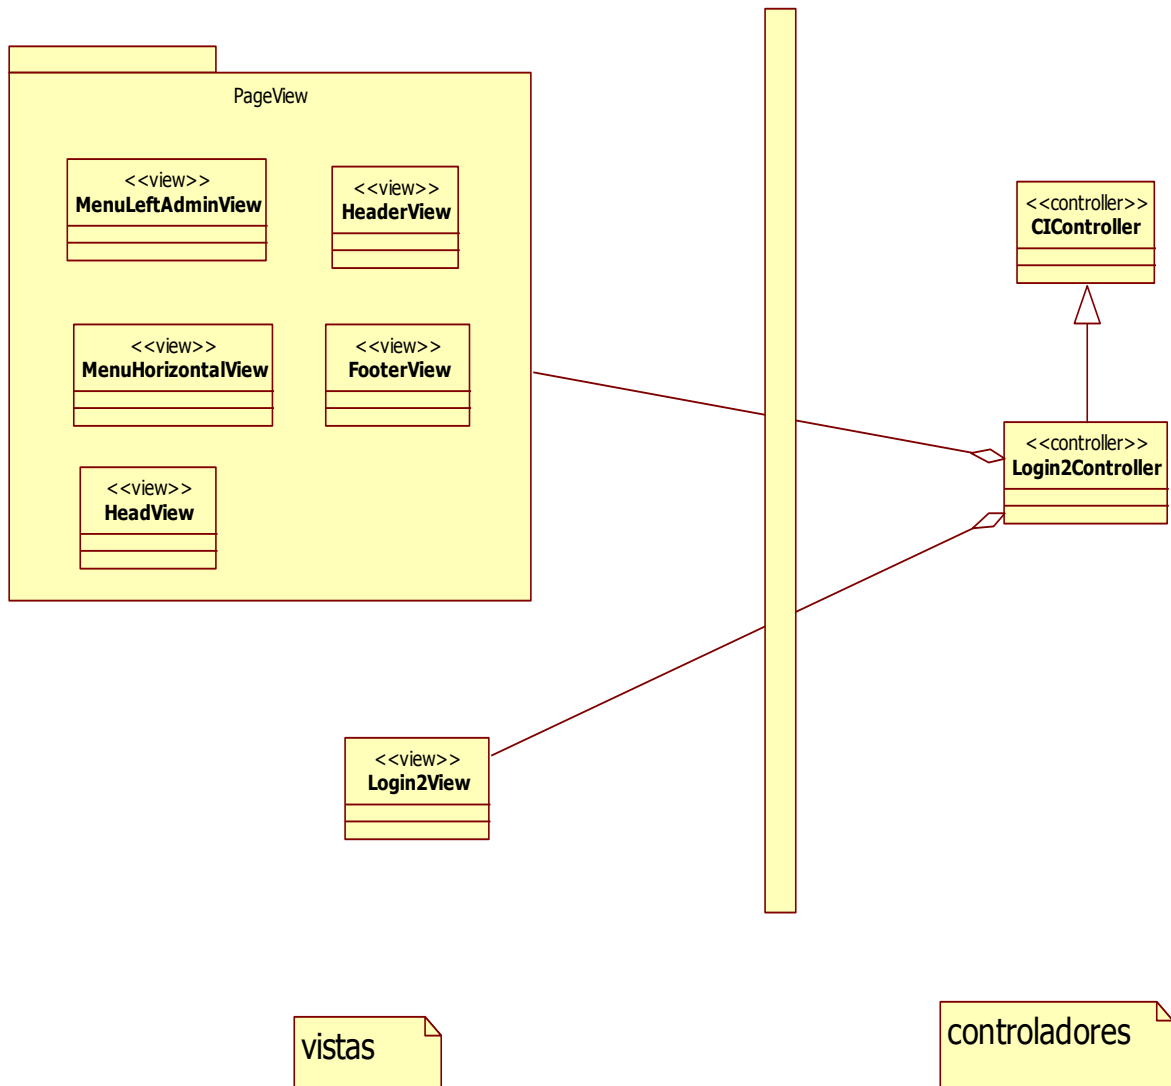 PageView
<<view>>
MenuLeftAdminView
<<view>>
HeaderView
<<view>>
MenuHorizontalView
<<view>>
FooterView
<<view>>
HeadView
<<controller>>
CIController
<<controller>>
Login2Controller
<<view>>
Login2View
vistas
controladores